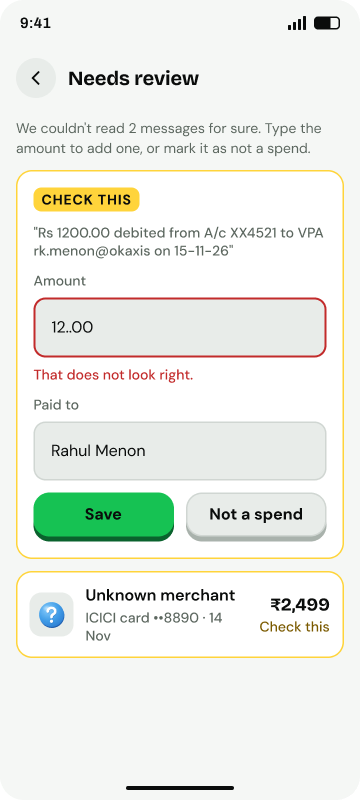 9:41
Needs review
We couldn't read 2 messages for sure. Type the
amount to add one, or mark it as not a spend.
CHECK THIS
"Rs 1200.00 debited from A/c XX4521 to VPA
rk.menon@okaxis on 15-11-26"
Amount
12..00
That does not look right.
Paid to
Rahul Menon
Save
Not a spend
Unknown merchant
₹2,499
ICICI card ••8890 · 14
Nov
Check this